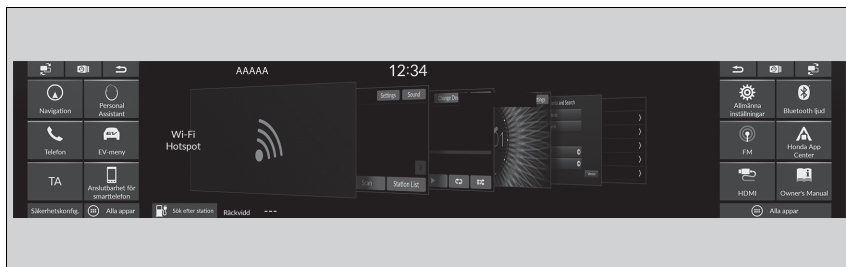 AAAAA
12:34
Navigation
Personal
Assistant
Telefon
EV
EV-meny
TA
Anslutbarhet för
smarttelefon
Säkerhetskonfig.
Alla appar
Wi-Fi
Hotspot
Settings
Sound
Scan
Station List
Sök efter station
Räckvidd
---
Allmänna
inställningar
Bluetooth ljud
FM
Honda App
Center
HDMI
Owner's Manual
Alla appar